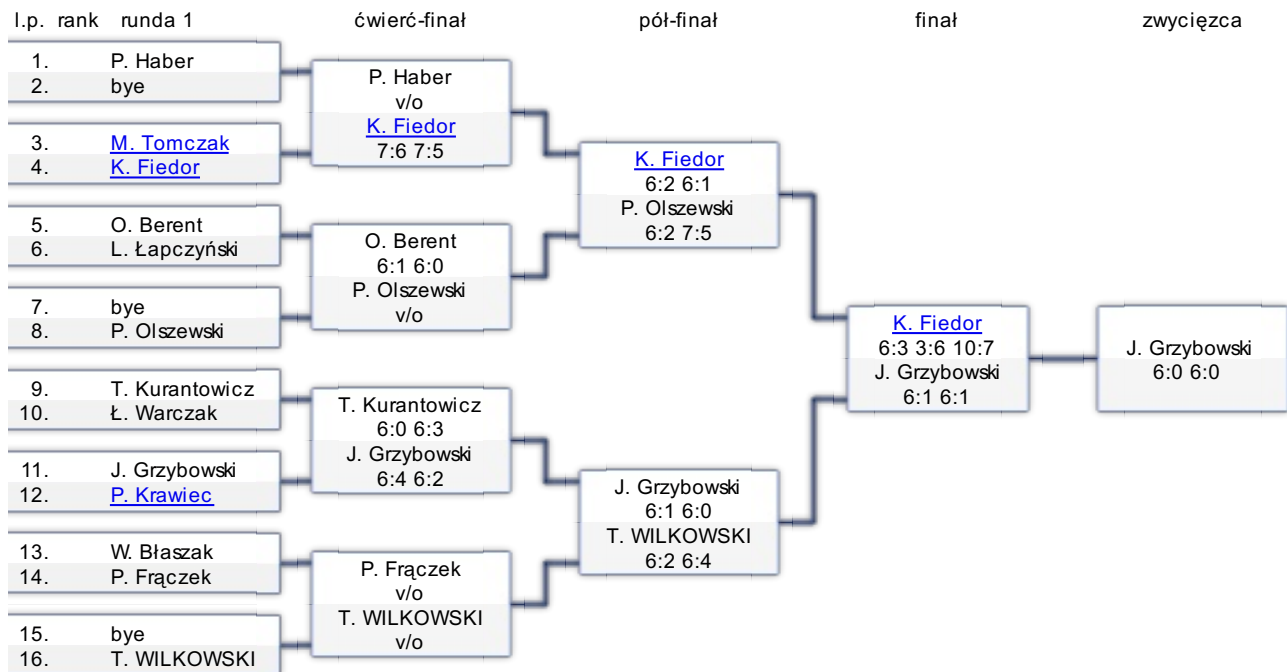 l.p. rank runda 1 ćwierć-finał pół-finał finał zwycięzca
1. P. Haber
2. bye
3. M. Tomczak
4. K. Fiedor
5. O. Berent
6. L. Łapczyński
7. bye
8. P. Olszewski
9. T. Kurantowicz
10. Ł. Warczak
11. J. Grzybowski
12. P. Krawiec
13. W. Błaszak
14. P. Frączek
15. bye
16. T. WILKOWSKI
P. Haber
v/o
K. Fiedor
7:6 7:5
O. Berent
6:1 6:0
P. Olszewski
v/o
T. Kurantowicz
6:0 6:3
J. Grzybowski
6:4 6:2
P. Frączek
v/o
T. WILKOWSKI
v/o
K. Fiedor
6:2 6:1
P. Olszewski
6:2 7:5
J. Grzybowski
6:1 6:0
T. WILKOWSKI
6:2 6:4
K. Fiedor
6:3 3:6 10:7
J. Grzybowski
6:1 6:1
J. Grzybowski
6:0 6:0